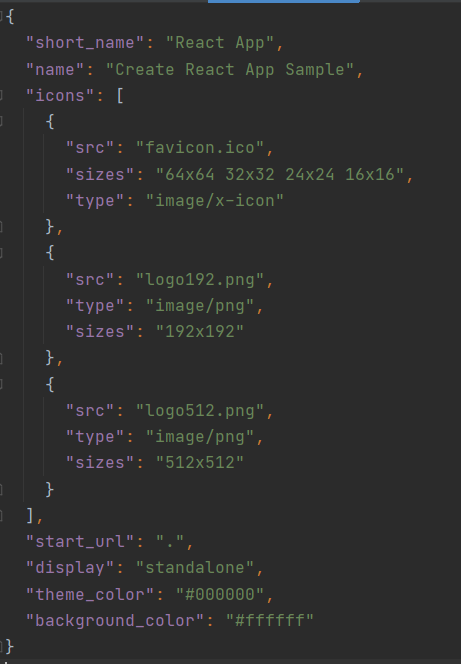 {
  "short_name": "React App",
  "name": "Create React App Sample",
  "icons": [
    {
      "src": "favicon.ico",
      "sizes": "64x64 32x32 24x24 16x16",
      "type": "image/x-icon"
    },
    {
      "src": "logo192.png",
      "type": "image/png",
      "sizes": "192x192"
    },
    {
      "src": "logo512.png",
      "type": "image/png",
      "sizes": "512x512"
    }
  ],
  "start_url": ".",
  "display": "standalone",
  "theme_color": "#000000",
  "background_color": "#ffffff"
}